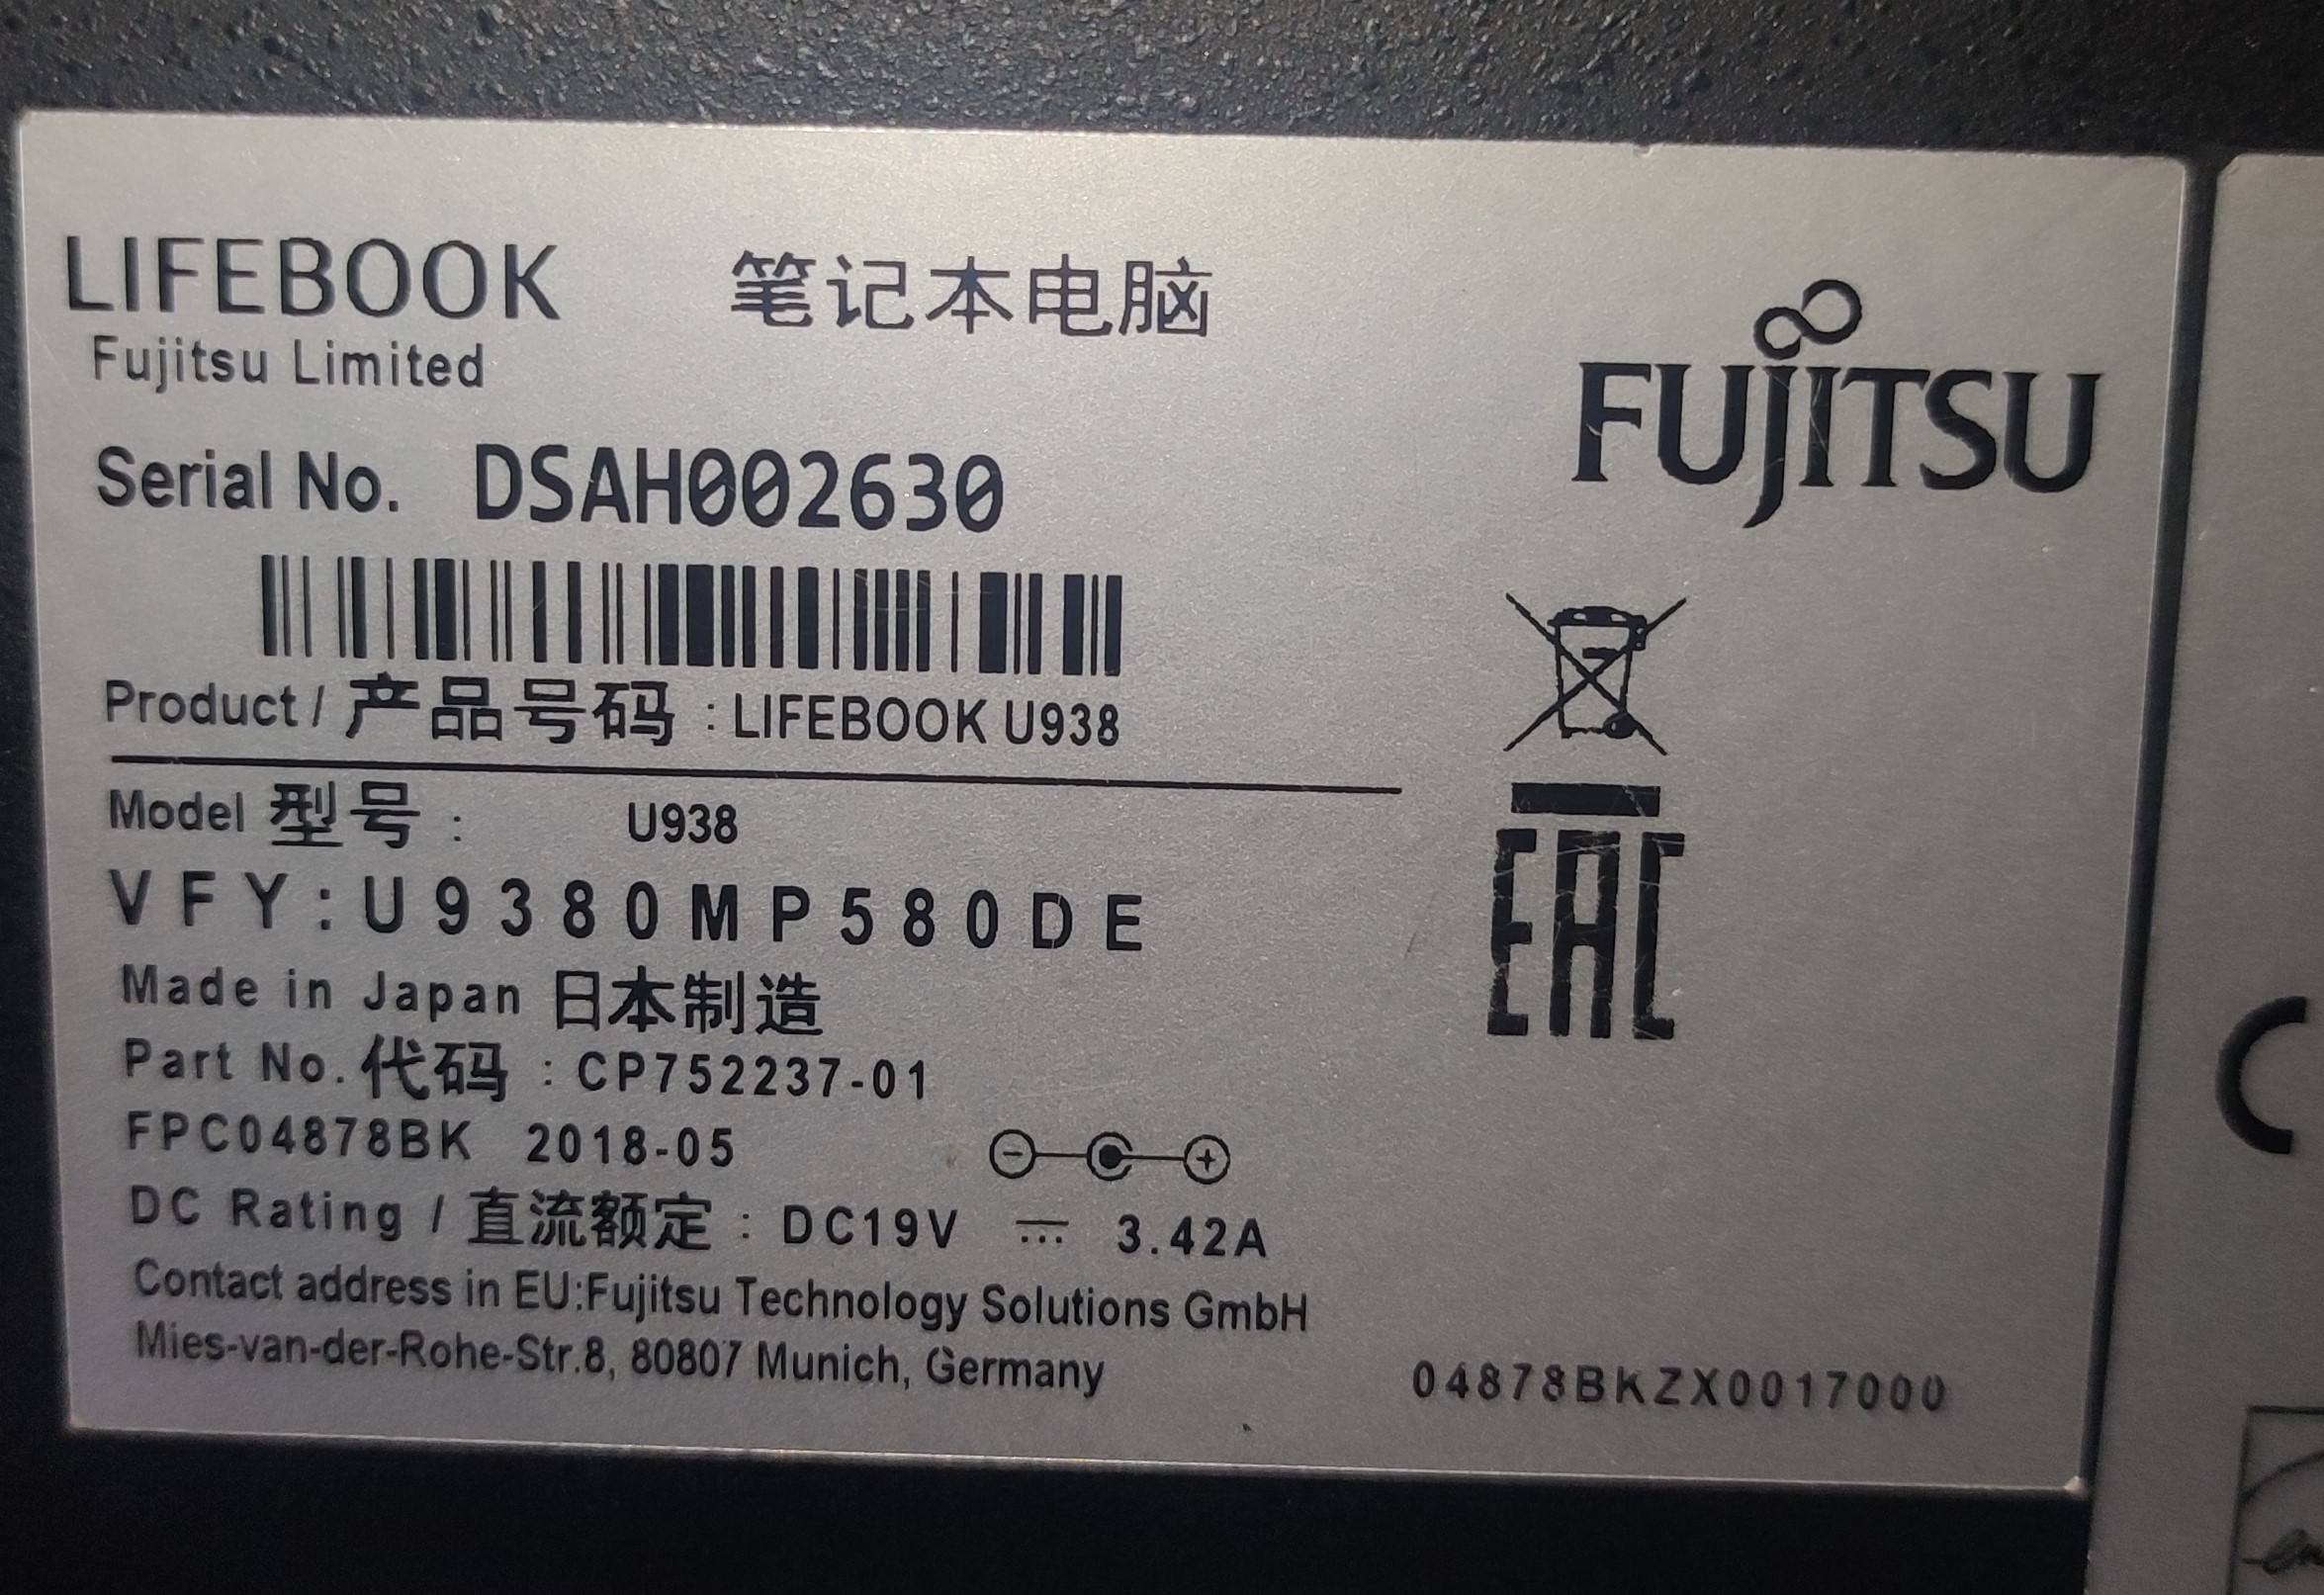 LIFEBOOK 笔记本电脑
Fujitsu Limited
FUJITSU
Serial No. DSAH002630
Product / 产品号码 : LIFEBOOK U938
Model 型号 : U938
VFY:U9380MP580DE
EAC
Made in Japan 日本制造
Part No. 代码 : CP752237-01
FPC04878BK 2018-05
DC Rating / 直流额定 : DC19V ⎓ 3.42A
Contact address in EU:Fujitsu Technology Solutions GmbH
Mies-van-der-Rohe-Str.8, 80807 Munich, Germany
04878BKZX0017000